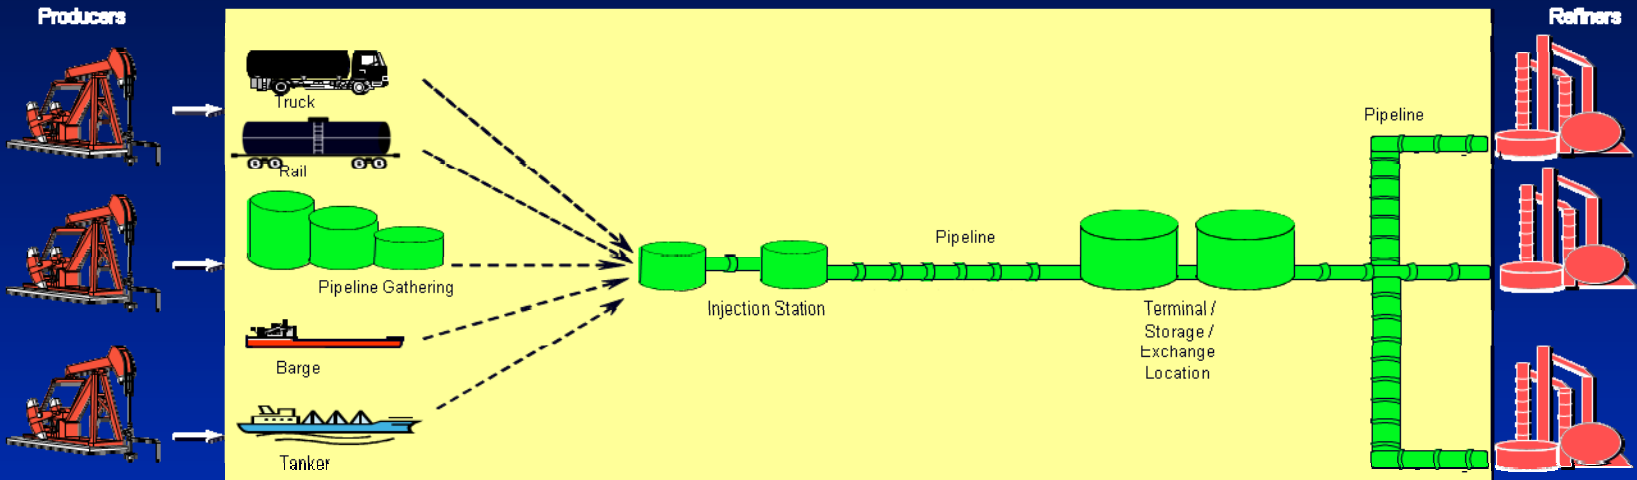 Producers
Refiners
Truck
Rail
Pipeline Gathering
Barge
Tanker
Injection Station
Pipeline
Terminal /
Storage /
Exchange
Location
Pipeline